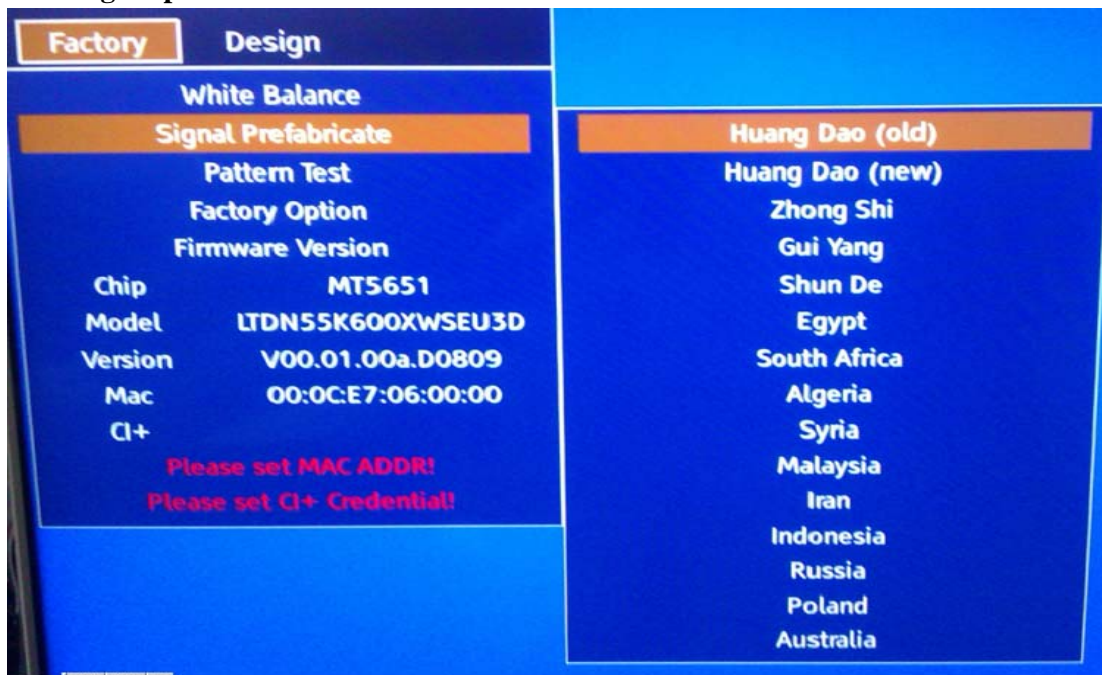 Factory Design
White Balance
Signal Prefabricate
Pattern Test
Factory Option
Firmware Version
Chip MT5651
Model LTDN55K600XWSEU3D
Version V00.01.00a.D0809
Mac 00:0C:E7:06:00:00
CI+
Please set MAC ADDR!
Please set CI+ Credential!
Huang Dao (old)
Huang Dao (new)
Zhong Shi
Gui Yang
Shun De
Egypt
South Africa
Algeria
Syria
Malaysia
Iran
Indonesia
Russia
Poland
Australia